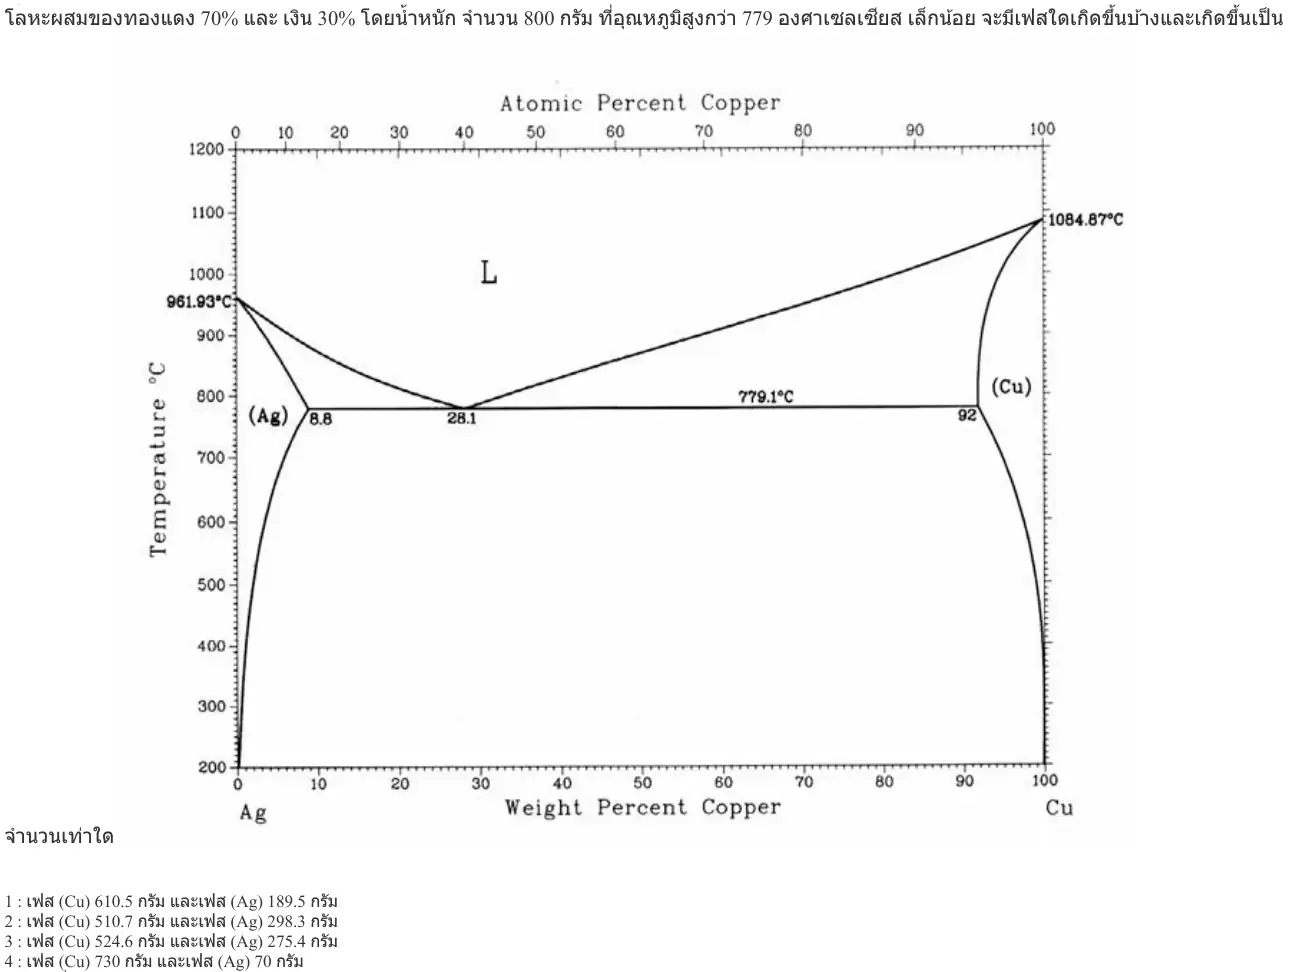 โลหะผสมของทองแดง 70% และ เงิน 30% โดยน้ำหนัก จำนวน 800 กรัม ที่อุณหภูมิสูงกว่า 779 องศาเซลเซียส เล็กน้อย จะมีเฟสใดเกิดขึ้นบ้างและเกิดขึ้นเป็น
Atomic Percent Copper
0 10 20 30 40 50 60 70 80 90 100
1200
1100
1084.87°C
1000
L
961.93°C
900
800
779.1°C
(Cu)
(Ag)
8.8
28.1
92
700
600
500
400
300
200
Temperature °C
0 10 20 30 40 50 60 70 80 90 100
Ag
Weight Percent Copper
Cu
จำนวนเท่าใด
1 : เฟส (Cu) 610.5 กรัม และเฟส (Ag) 189.5 กรัม
2 : เฟส (Cu) 510.7 กรัม และเฟส (Ag) 298.3 กรัม
3 : เฟส (Cu) 524.6 กรัม และเฟส (Ag) 275.4 กรัม
4 : เฟส (Cu) 730 กรัม และเฟส (Ag) 70 กรัม